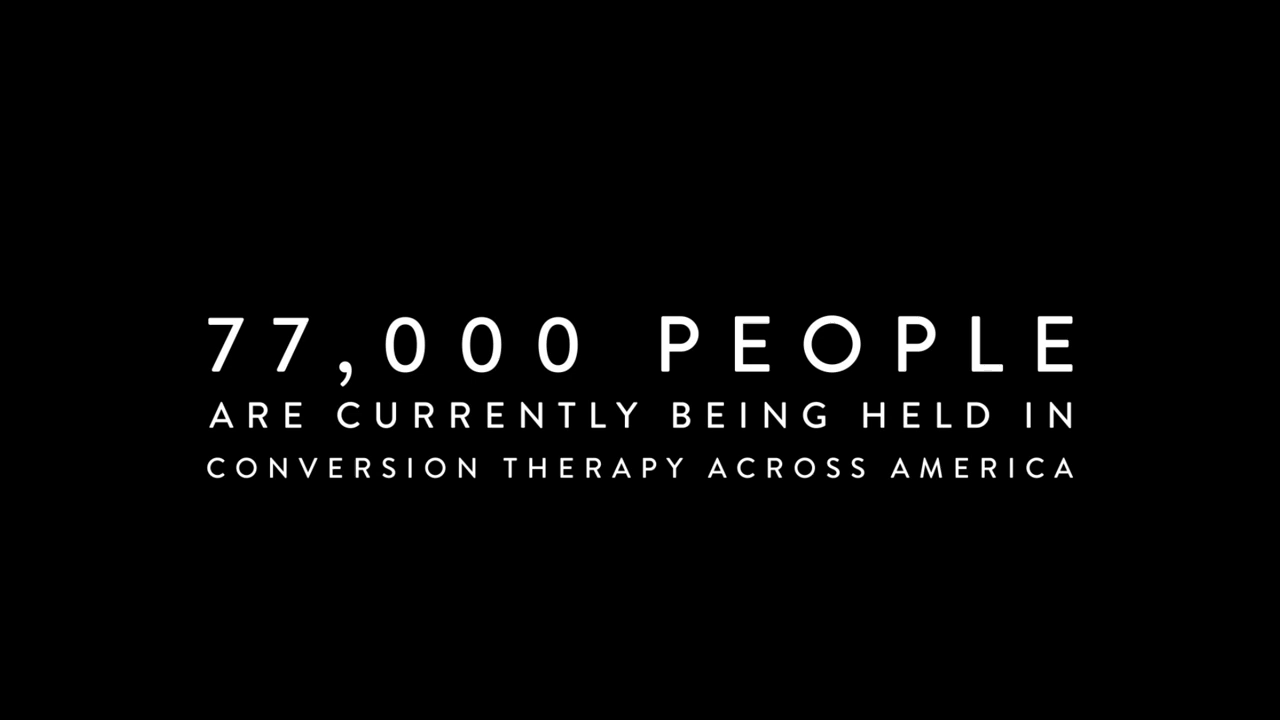 77,000 PEOPLE
ARE CURRENTLY BEING HELD IN
CONVERSION THERAPY ACROSS AMERICA